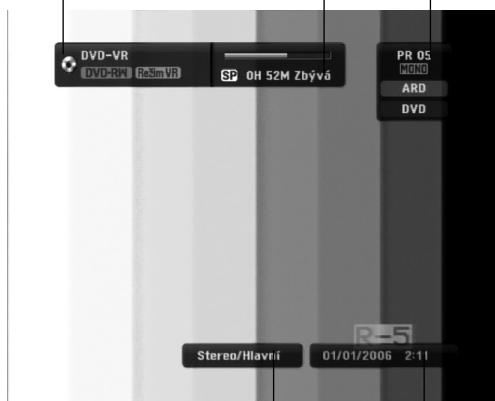 DVD-VR
DVD-RW Režim VR
SP 0H 52M Zbývá
PR 05
MONO
ARD
DVD
R-5
Stereo/Hlavní
01/01/2006 2:11